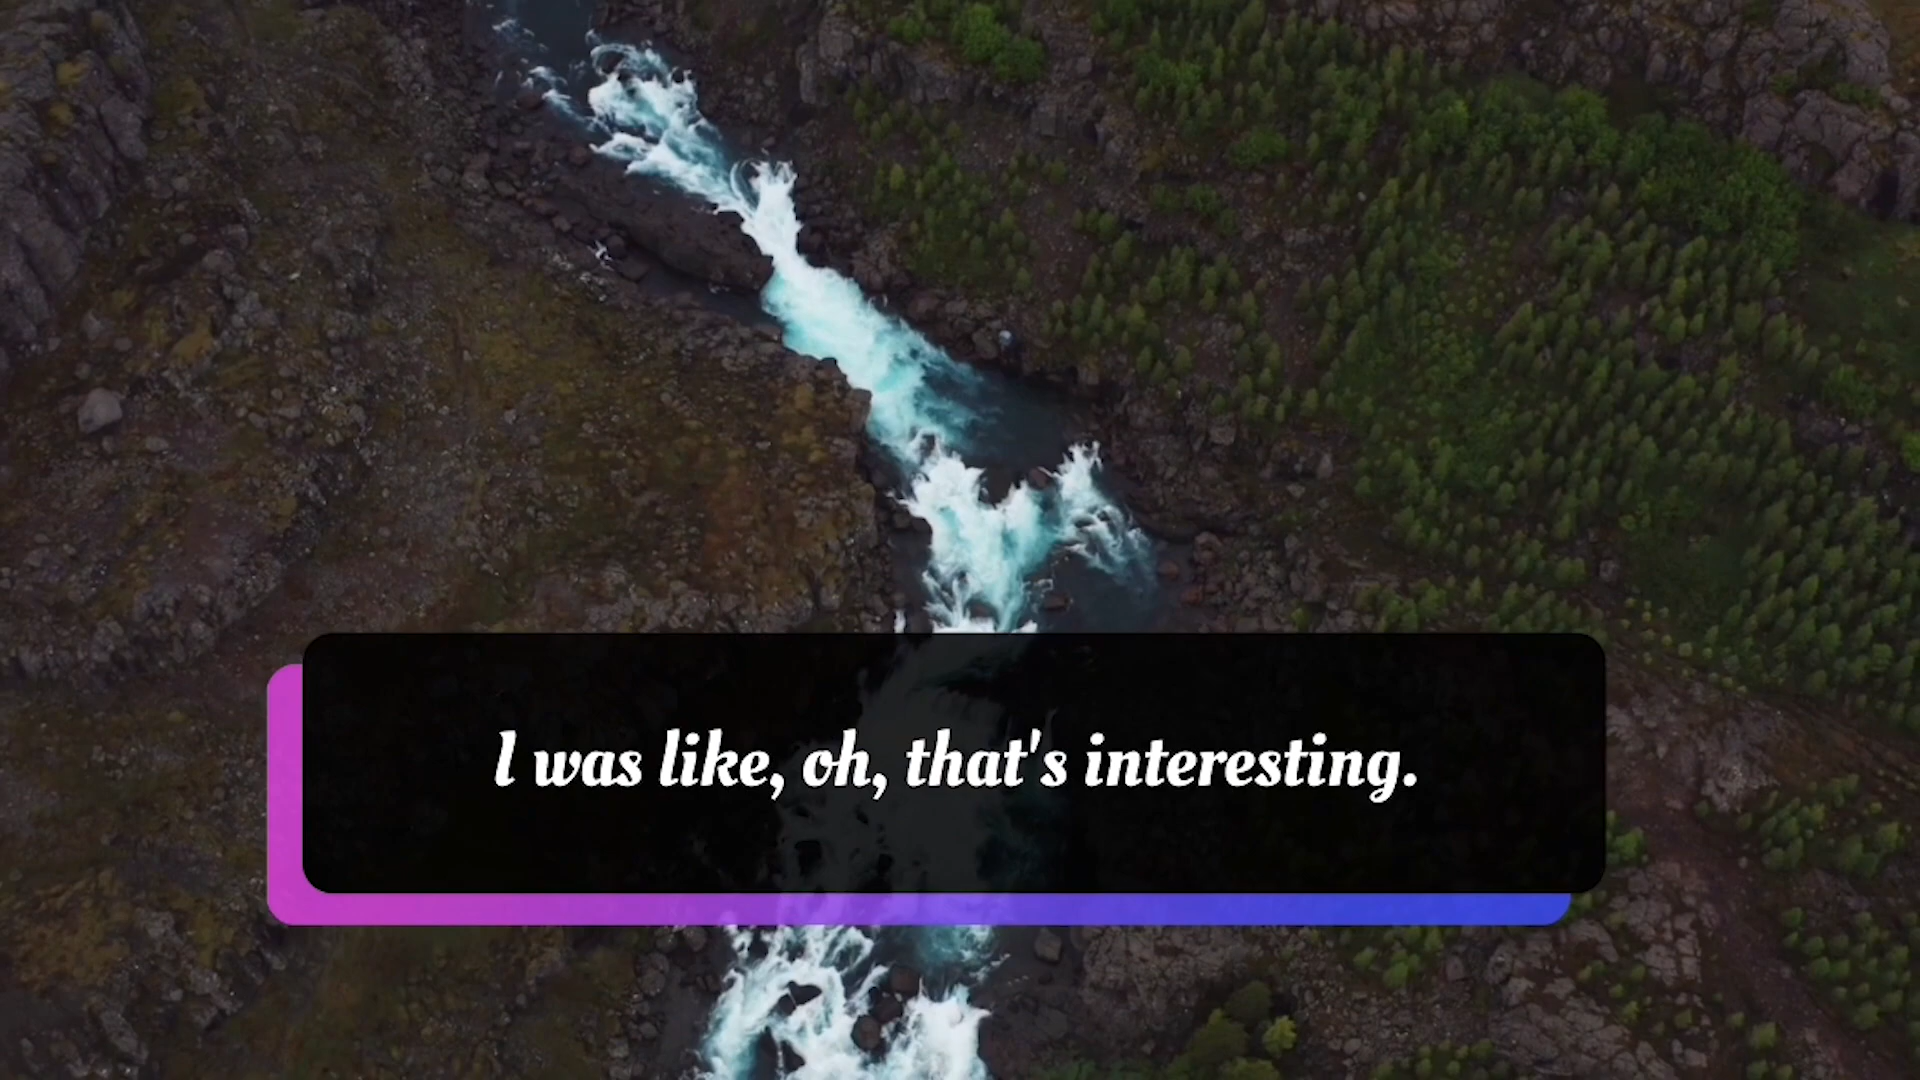 I was like, oh, that's interesting.